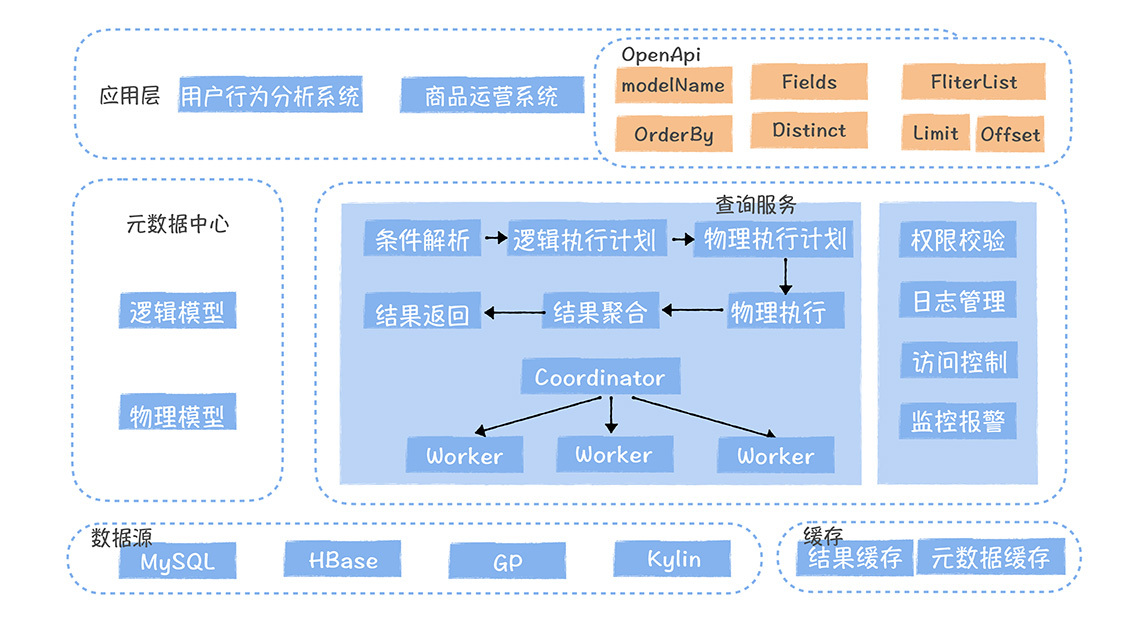 应用层
用户行为分析系统
商品运营系统
OpenApi
modelName
Fields
FliterList
OrderBy
Distinct
Limit
Offset
元数据中心
逻辑模型
物理模型
查询服务
条件解析
逻辑执行计划
物理执行计划
结果返回
结果聚合
物理执行
Coordinator
Worker
Worker
Worker
权限校验
日志管理
访问控制
监控报警
数据源
MySQL
HBase
GP
Kylin
缓存
结果缓存
元数据缓存